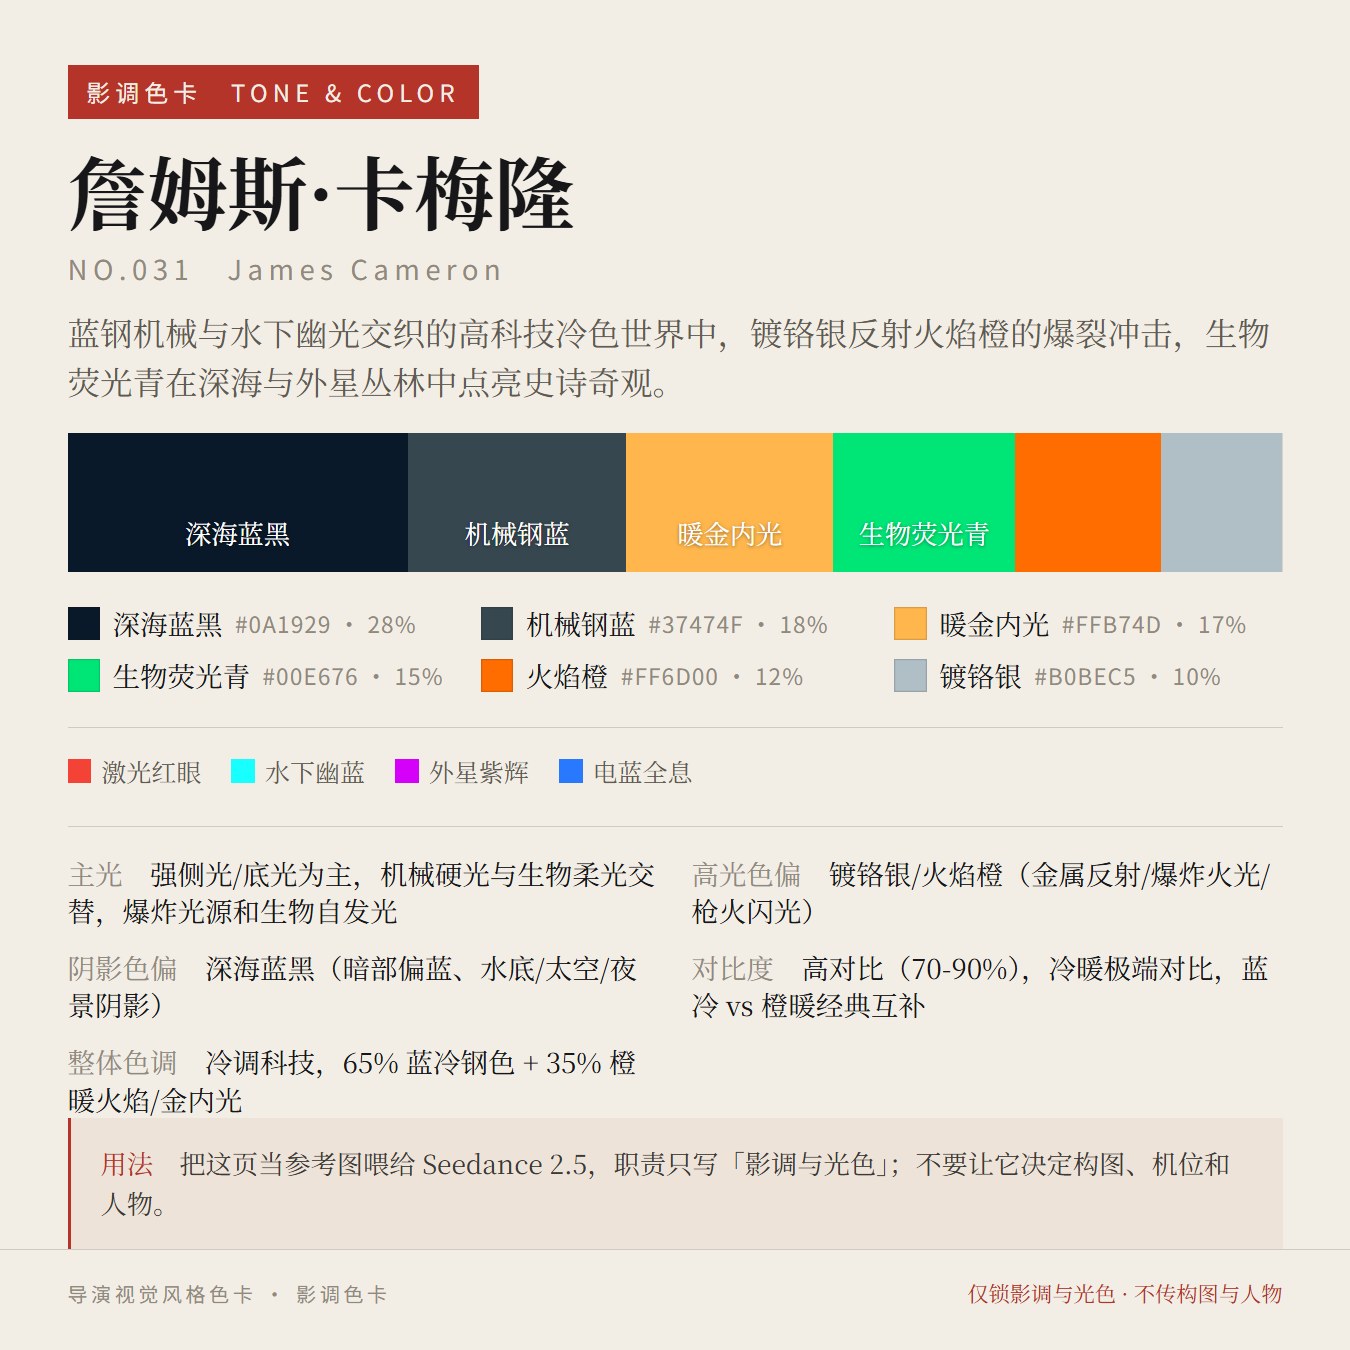 影调色卡 TONE & COLOR
詹姆斯·卡梅隆
NO.031 James Cameron
蓝钢机械与水下幽光交织的高科技冷色世界中，镀铬银反射火焰橙的爆裂冲击，生物
荧光青在深海与外星丛林中点亮史诗奇观。
深海蓝黑 机械钢蓝 暖金内光 生物荧光青
深海蓝黑 #0A1929 • 28% 机械钢蓝 #37474F • 18% 暖金内光 #FFB74D • 17%
生物荧光青 #00E676 • 15% 火焰橙 #FF6D00 • 12% 镀铬银 #B0BEC5 • 10%
激光红眼 水下幽蓝 外星紫辉 电蓝全息
主光 强侧光/底光为主，机械硬光与生物柔光交
替，爆炸光源和生物自发光
高光色偏 镀铬银/火焰橙（金属反射/爆炸火光/
枪火闪光）
阴影色偏 深海蓝黑（暗部偏蓝、水底/太空/夜
景阴影）
对比度 高对比（70-90%），冷暖极端对比，蓝
冷 vs 橙暖经典互补
整体色调 冷调科技，65% 蓝冷钢色 + 35% 橙
暖火焰/金内光
用法 把这页当参考图喂给 Seedance 2.5，职责只写「影调与光色」；不要让它决定构图、机位和
人物。
导演视觉风格色卡 • 影调色卡
仅锁影调与光色 · 不传构图与人物